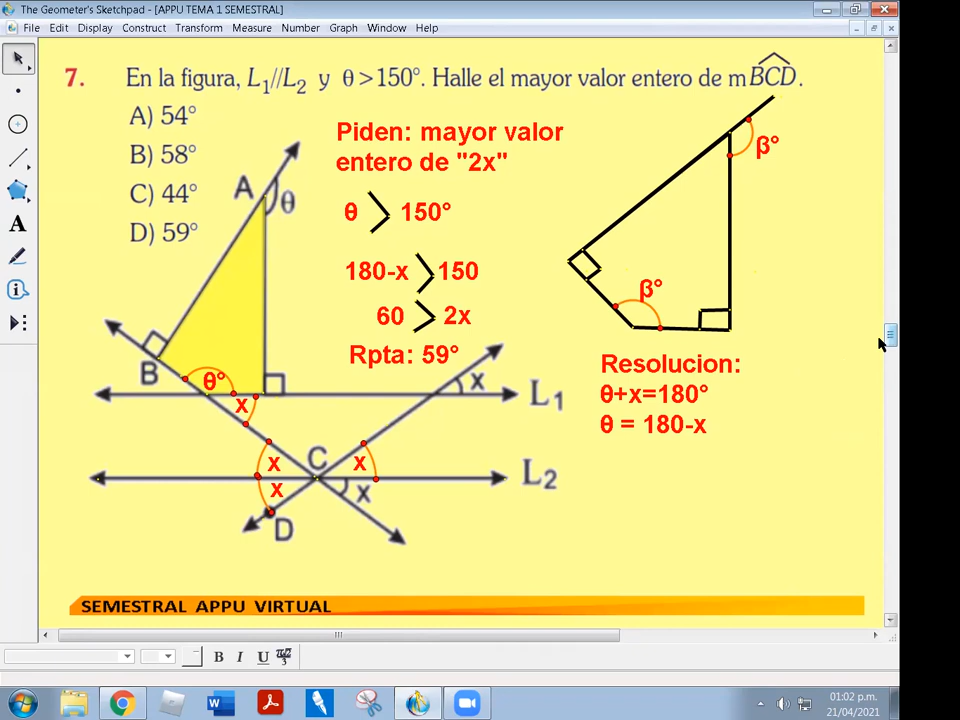 The Geometer's Sketchpad - [APPU TEMA 1 SEMESTRAL]
File Edit Display Construct Transform Measure Number Graph Window Help
7. En la figura, L₁//L₂ y θ>150°. Halle el mayor valor entero de mBCD.
A) 54°
B) 58°
C) 44°
D) 59°
Piden: mayor valor
entero de "2x"
θ > 150°
180-x > 150
60 > 2x
Rpta: 59°
A
θ
B
θ°
x
x
L₁
x
C
x
x
x
L₂
D
β°
β°
Resolucion:
θ+x=180°
θ = 180-x
SEMESTRAL APPU VIRTUAL
B I U
01:02 p.m.
21/04/2021